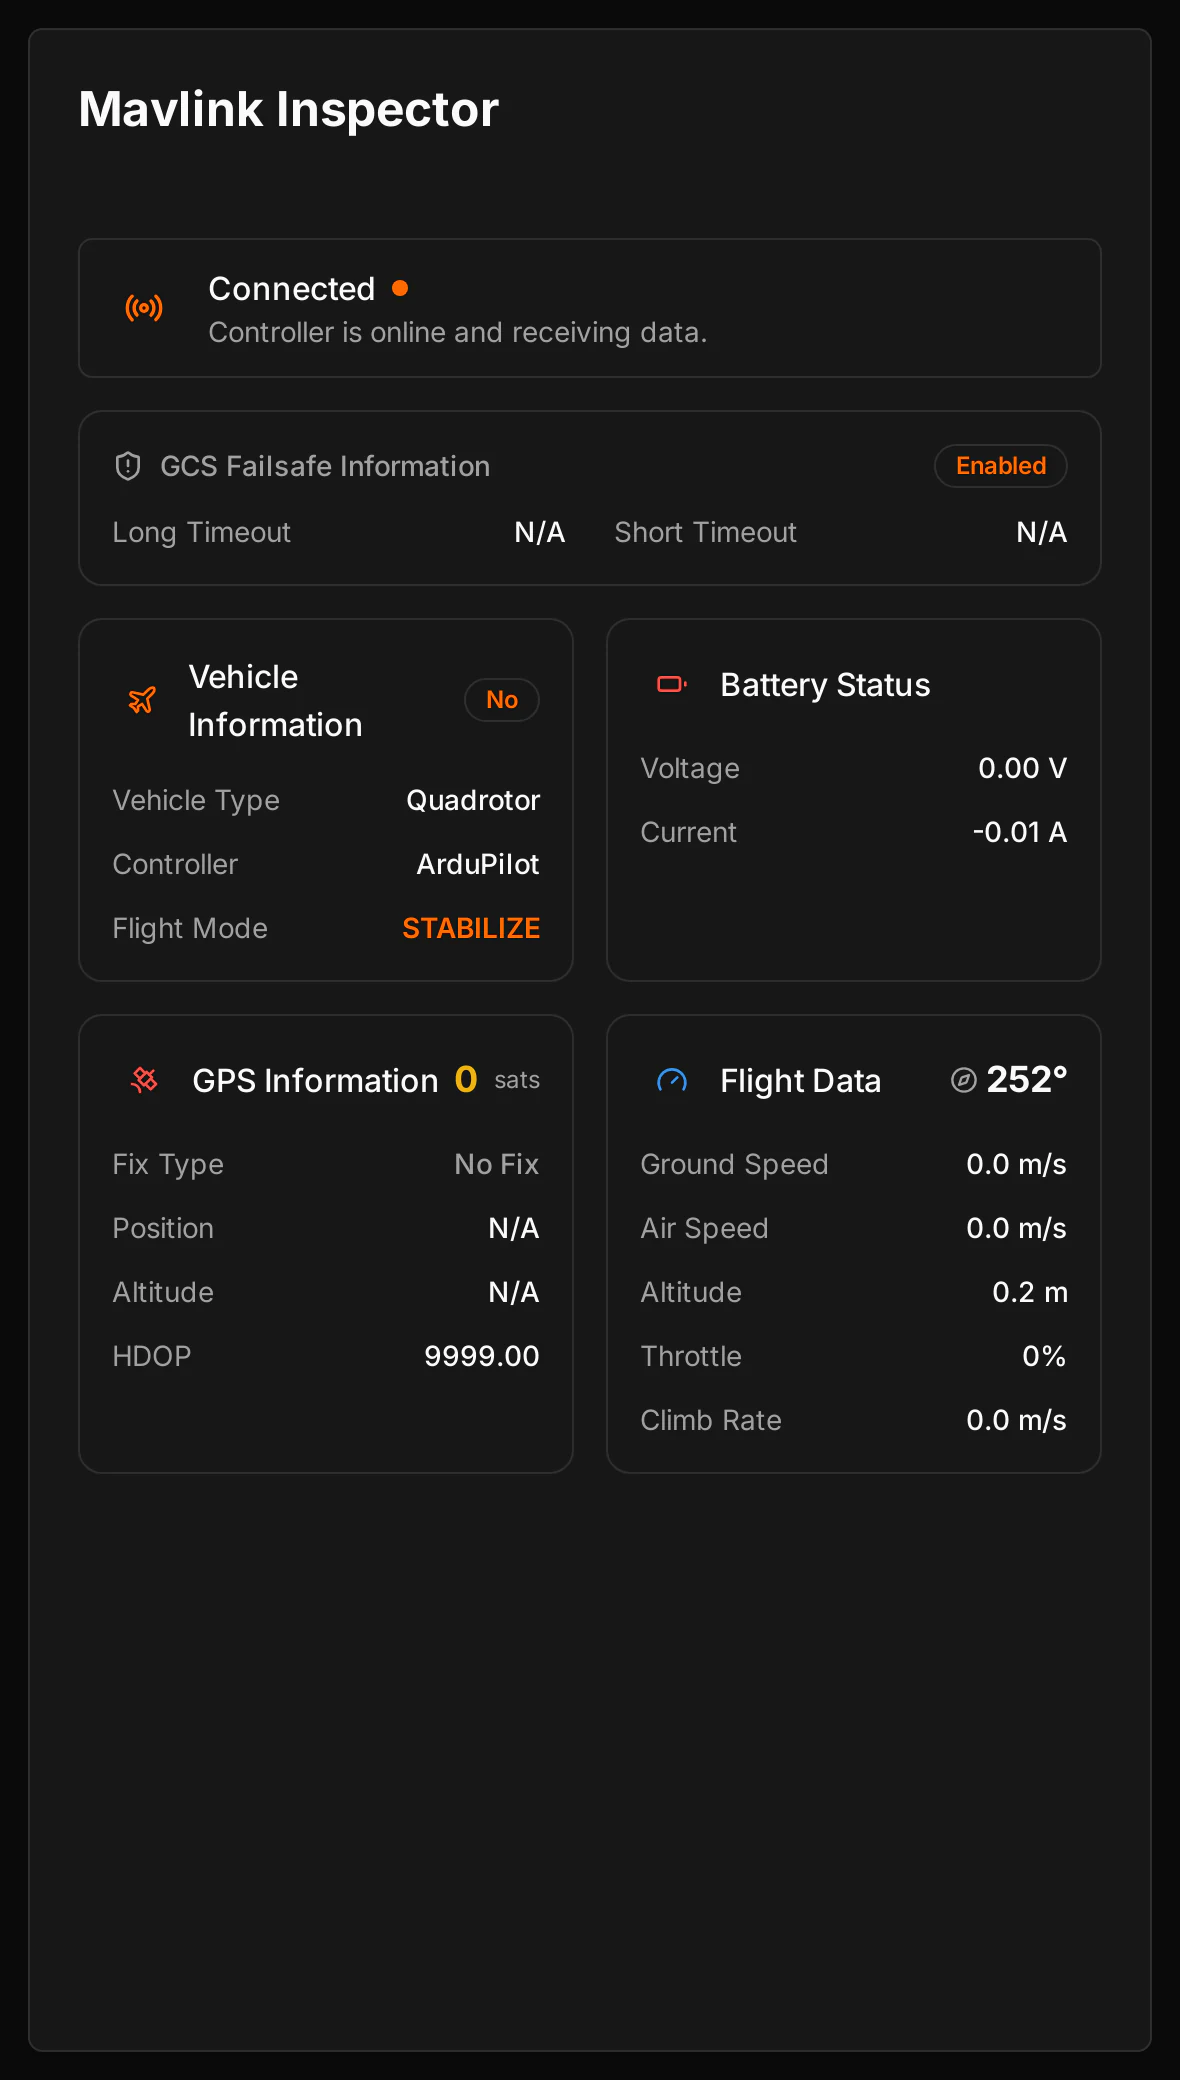 Mavlink Inspector
Connected
Controller is online and receiving data.
GCS Failsafe Information
Enabled
Long Timeout N/A Short Timeout N/A
Vehicle
Information
No
Vehicle Type Quadrotor
Controller ArduPilot
Flight Mode STABILIZE
Battery Status
Voltage 0.00 V
Current -0.01 A
GPS Information 0 sats
Fix Type No Fix
Position N/A
Altitude N/A
HDOP 9999.00
Flight Data 252°
Ground Speed 0.0 m/s
Air Speed 0.0 m/s
Altitude 0.2 m
Throttle 0%
Climb Rate 0.0 m/s